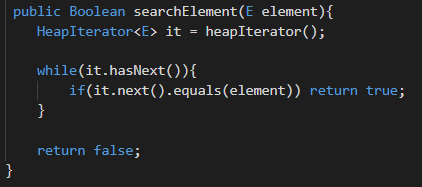 public Boolean searchElement(E element){
HeapIterator<E> it = heapIterator();
while(it.hasNext()){
if(it.next().equals(element)) return true;
}
return false;
}